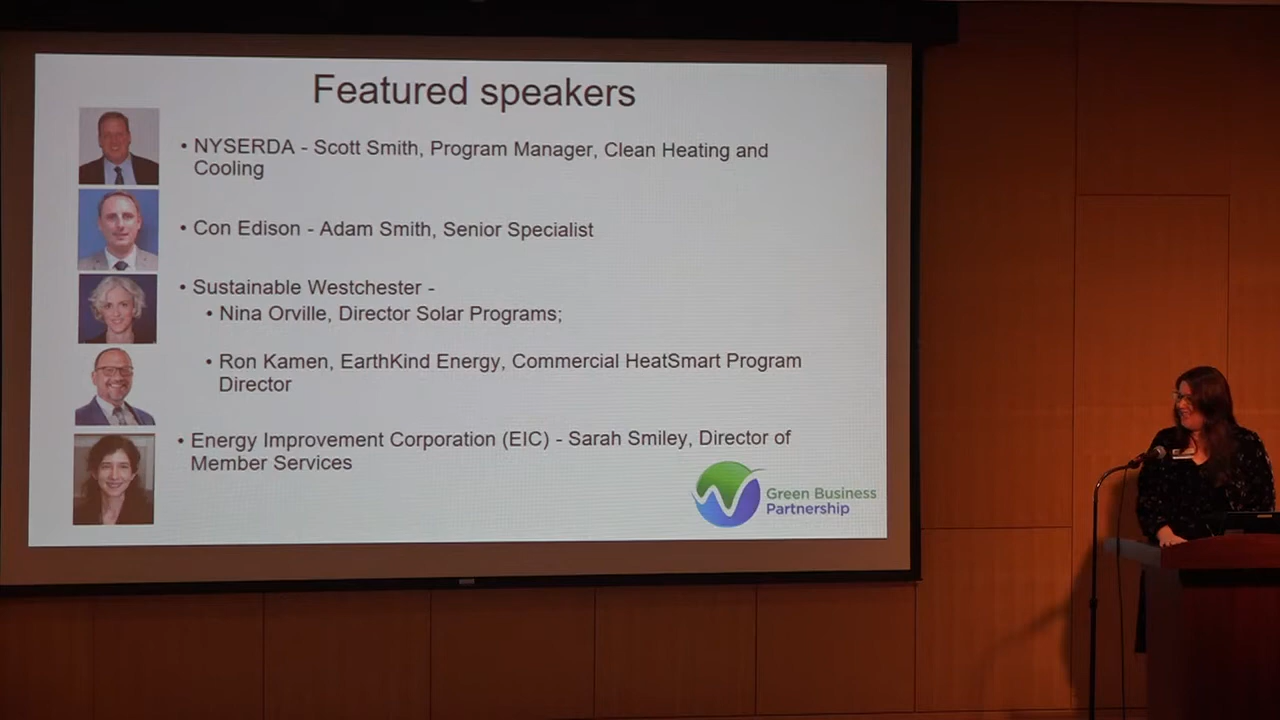 Featured speakers
• NYSERDA - Scott Smith, Program Manager, Clean Heating and
Cooling
• Con Edison - Adam Smith, Senior Specialist
• Sustainable Westchester -
• Nina Orville, Director Solar Programs;
• Ron Kamen, EarthKind Energy, Commercial HeatSmart Program
Director
• Energy Improvement Corporation (EIC) - Sarah Smiley, Director of
Member Services
Green Business
Partnership